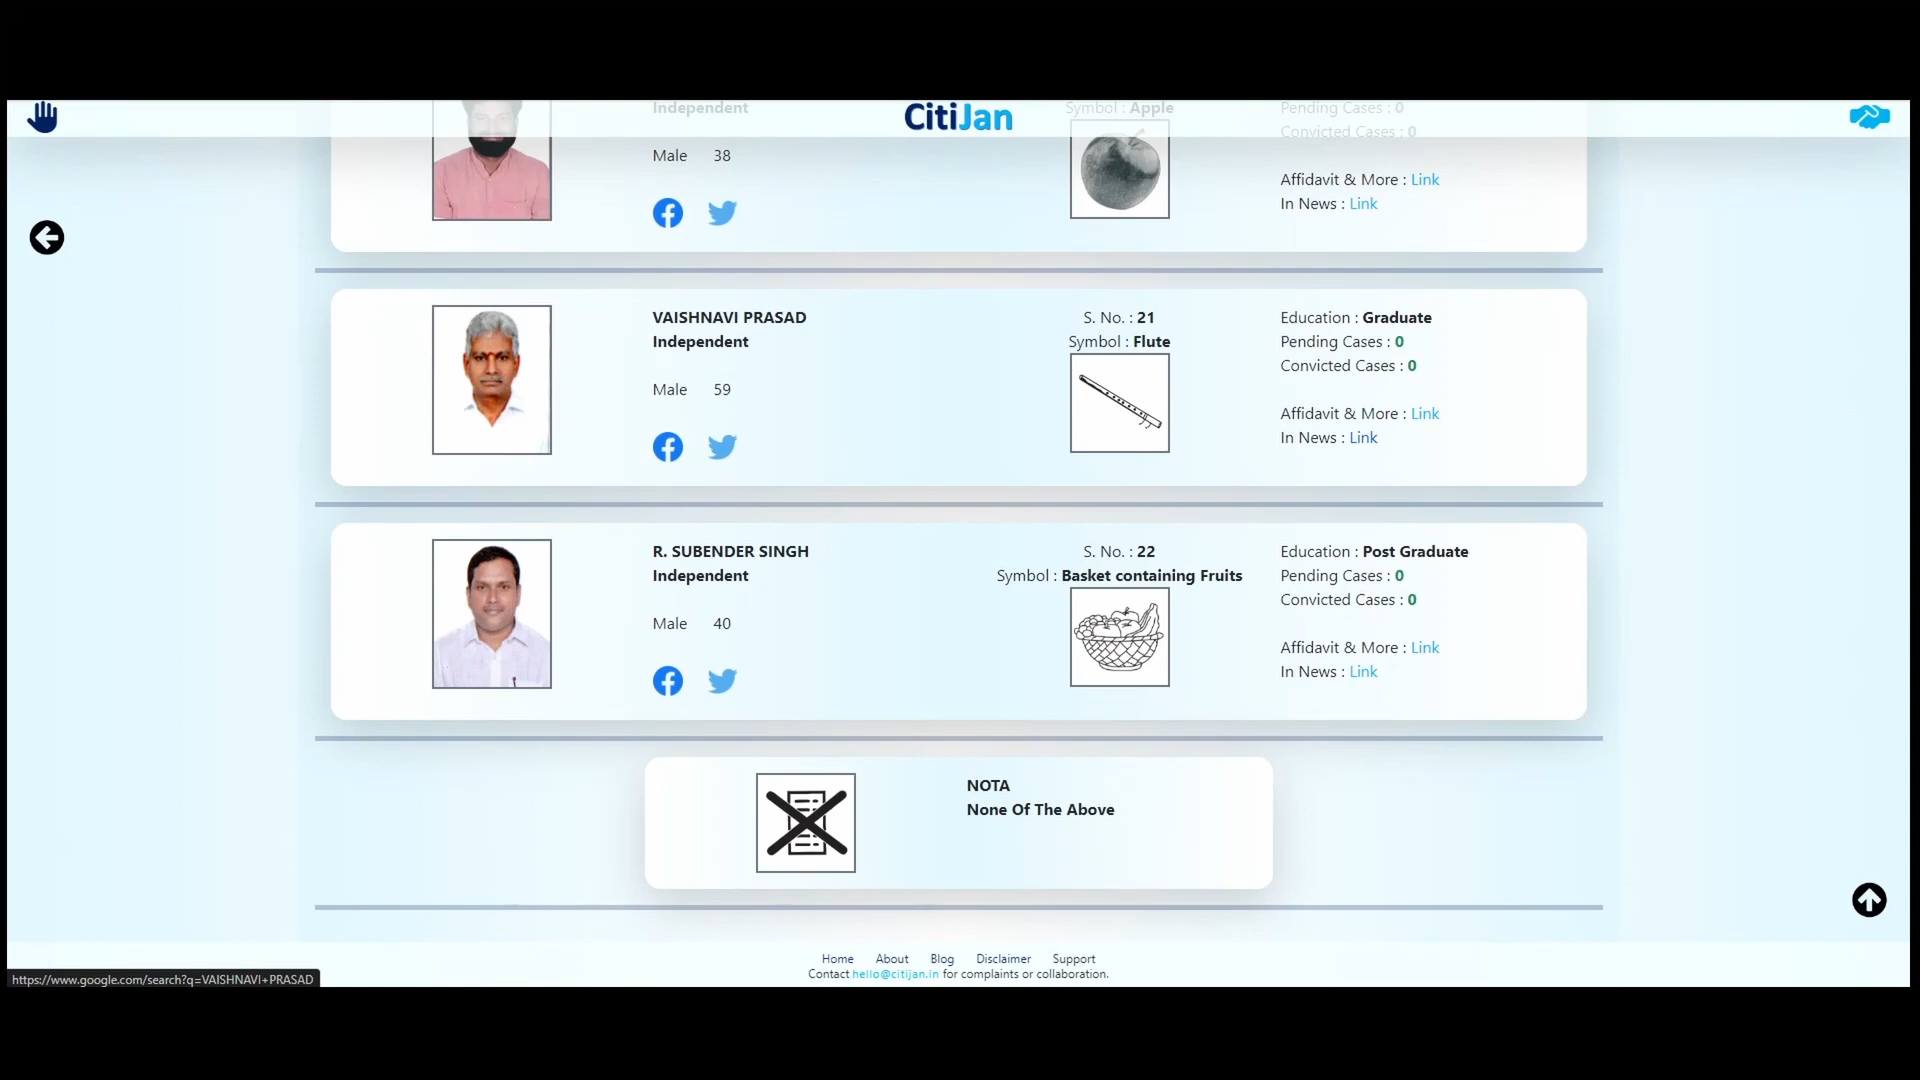 Independent
Male 38
Symbol : Apple
Pending Cases : 0
Convicted Cases : 0
Affidavit & More : Link
In News : Link
CitiJan
VAISHNAVI PRASAD
Independent
Male 59
S. No. : 21
Symbol : Flute
Education : Graduate
Pending Cases : 0
Convicted Cases : 0
Affidavit & More : Link
In News : Link
R. SUBENDER SINGH
Independent
Male 40
S. No. : 22
Symbol : Basket containing Fruits
Education : Post Graduate
Pending Cases : 0
Convicted Cases : 0
Affidavit & More : Link
In News : Link
NOTA
None Of The Above
Home About Blog Disclaimer Support
Contact hello@citijan.in for complaints or collaboration.
https://www.google.com/search?q=VAISHNAVI+PRASAD